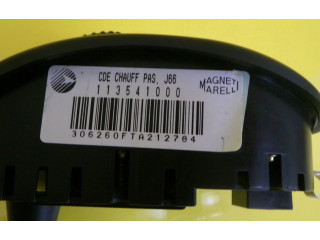 CDE CHAUFF PAS, J66
113541000
MAGNETI
MARELLI
306260FTA212784